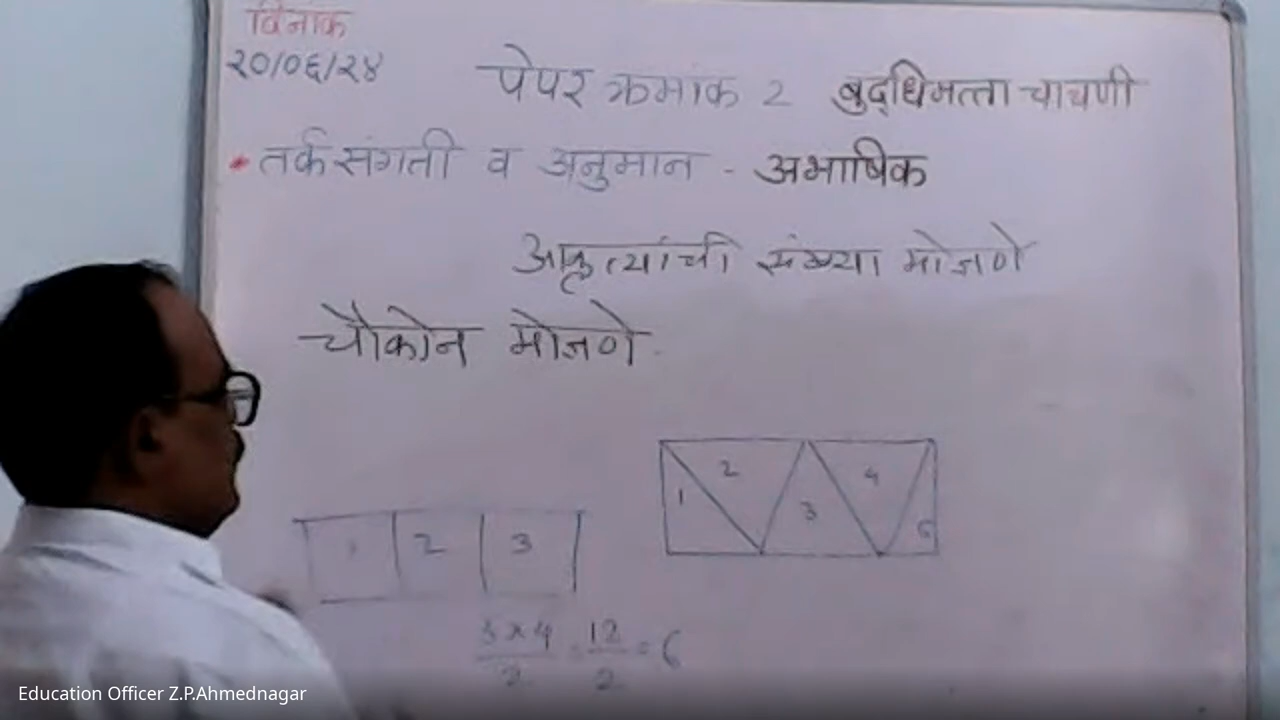 दिनांक
२०/०६/२४
पेपर क्रमांक 2 बुद्धिमत्ता चाचणी
• तर्कसंगती व अनुमान - अभाषिक
आकृत्यांची संख्या मोजणे
चौकोन मोजणे.
1 2 3
1 2 3 4 5
3 x 4 / 2 = 12 / 2 = 6
Education Officer Z.P.Ahmednagar